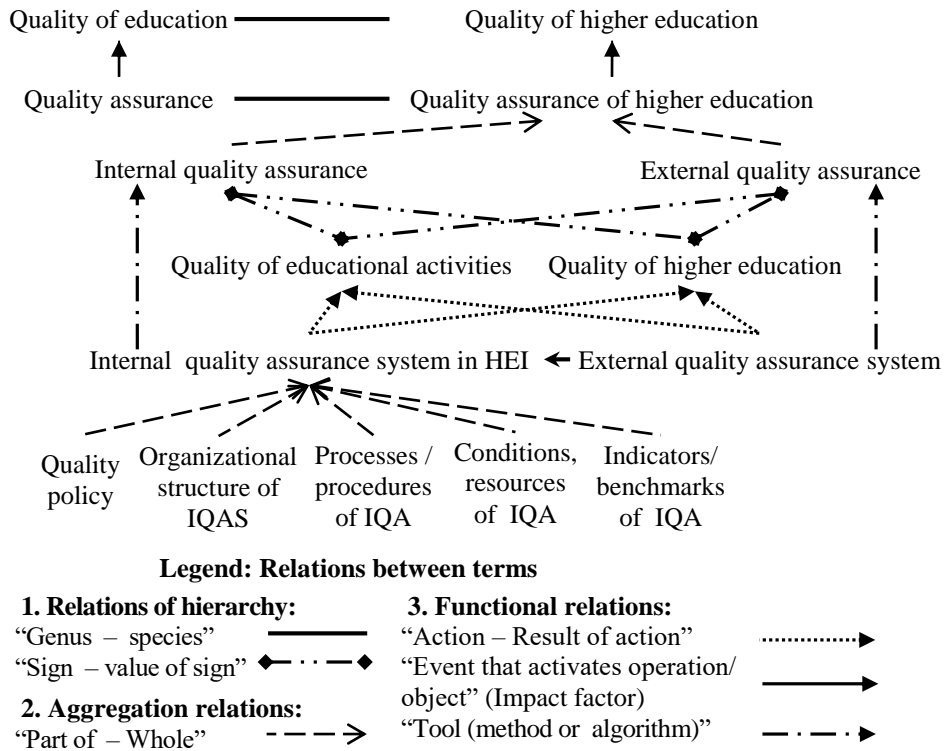 Quality of education Quality of higher education
Quality assurance Quality assurance of higher education
Internal quality assurance External quality assurance
Quality of educational activities Quality of higher education
Internal quality assurance system in HEI External quality assurance system
Quality
policy
Organizational
structure of
IQAS
Processes /
procedures
of IQA
Conditions,
resources
of IQA
Indicators/
benchmarks
of IQA
Legend: Relations between terms
1. Relations of hierarchy:
“Genus – species”
“Sign – value of sign”
2. Aggregation relations:
“Part of – Whole”
3. Functional relations:
“Action – Result of action”
“Event that activates operation/
object” (Impact factor)
“Tool (method or algorithm)”